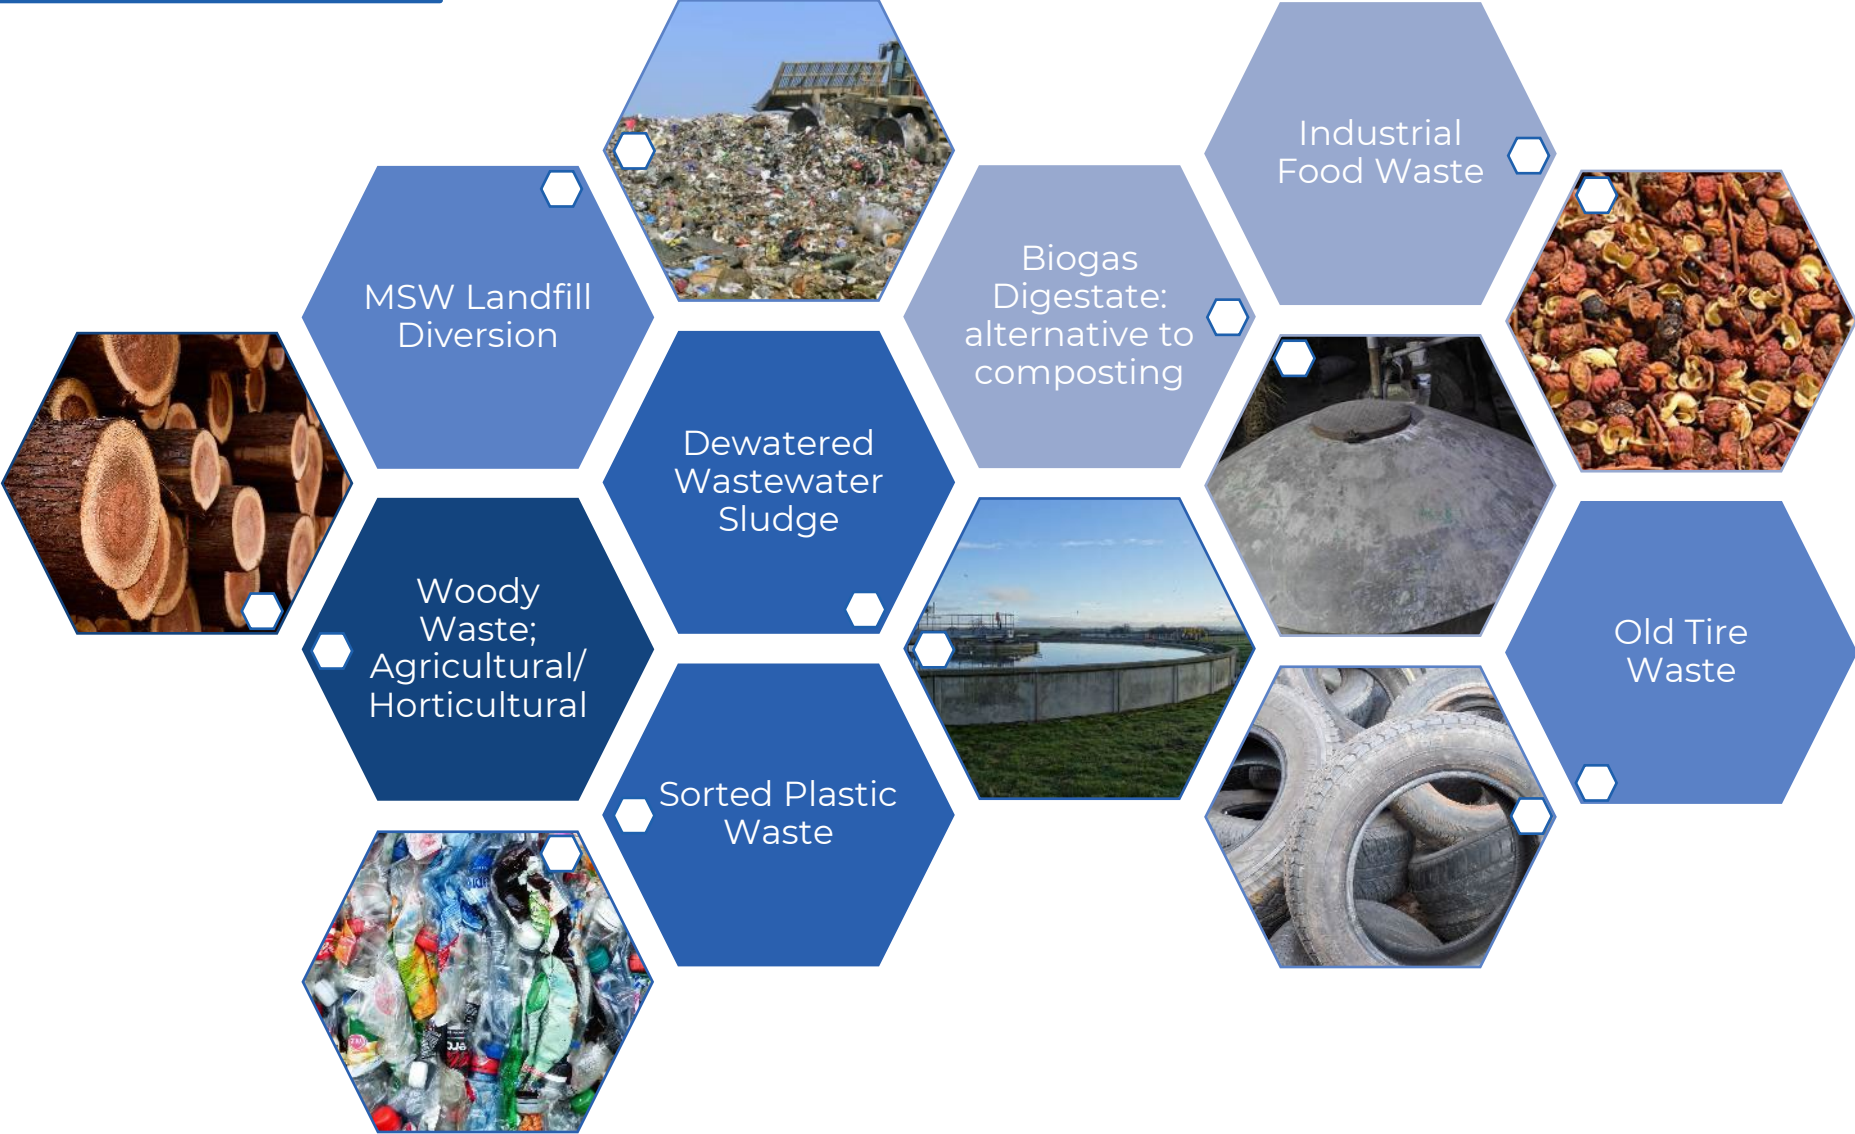 MSW Landfill
Diversion
Woody
Waste;
Agricultural/
Horticultural
Dewatered
Wastewater
Sludge
Sorted Plastic
Waste
Biogas
Digestate:
alternative to
composting
Industrial
Food Waste
Old Tire
Waste